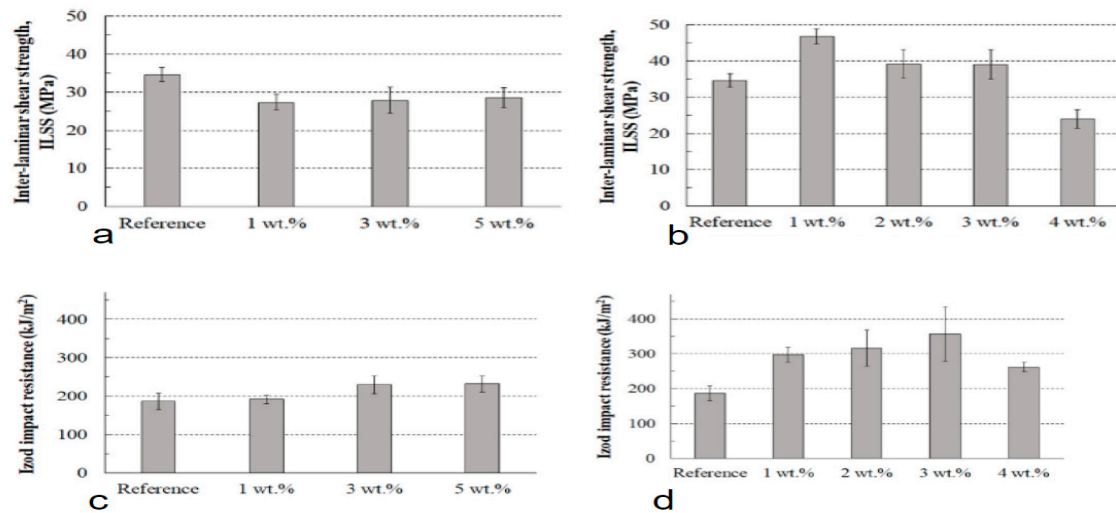 Inter-laminar shear strength,
ILSS (MPa)
50
40
30
20
10
0
Reference 1 wt.% 3 wt.% 5 wt.%
a
Inter-laminar shear strength,
ILSS (MPa)
50
40
30
20
10
0
Reference 1 wt.% 2 wt.% 3 wt.% 4 wt.%
b
Izod impact resistance (kJ/m²)
400
300
200
100
0
Reference 1 wt.% 3 wt.% 5 wt.%
c
Izod impact resistance (kJ/m²)
400
300
200
100
0
Reference 1 wt.% 2 wt.% 3 wt.% 4 wt.%
d